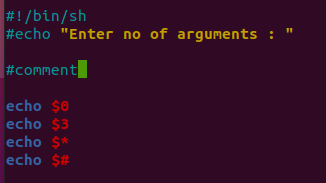 #!/bin/sh
#echo "Enter no of arguments : "
#comment
echo $0
echo $3
echo $*
echo $#